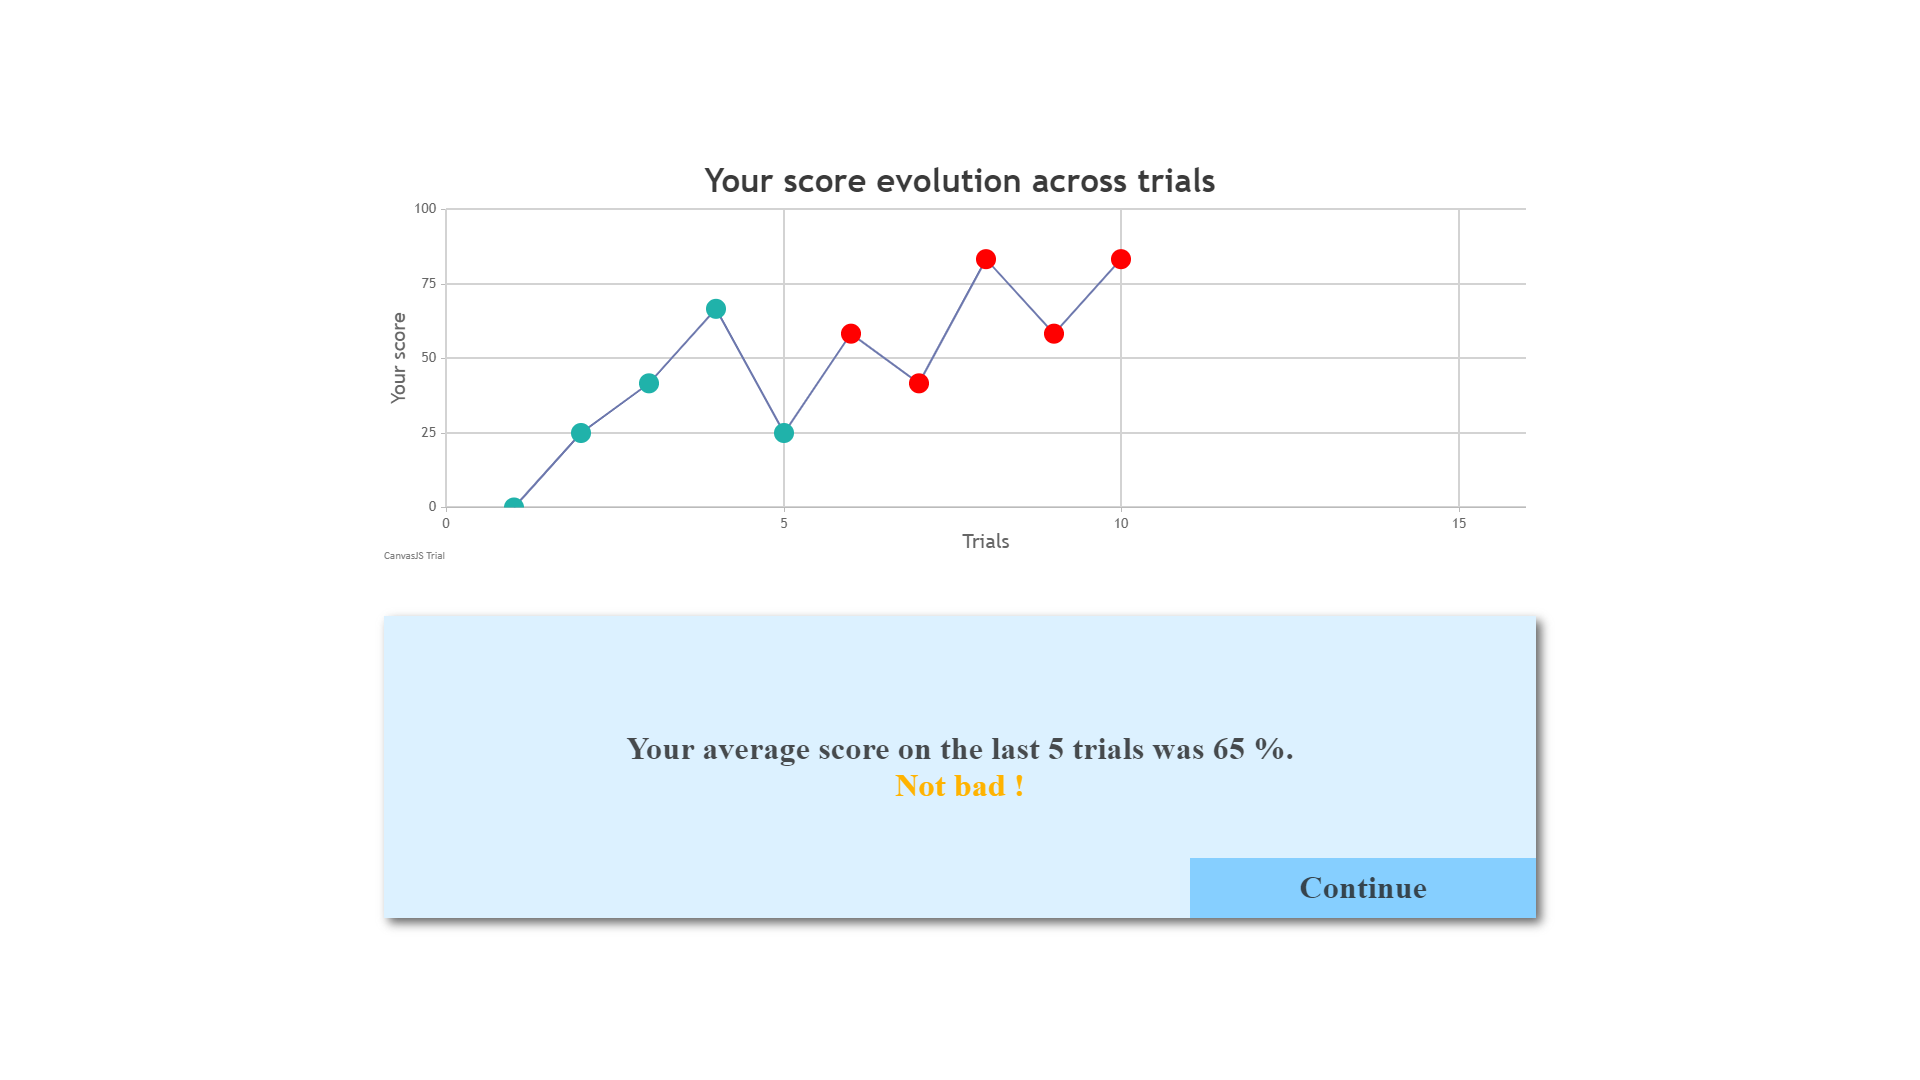 Your score evolution across trials
100
75
50
25
0
Your score
0 5 10 15
Trials
CanvasJS Trial
Your average score on the last 5 trials was 65 %.
Not bad !
Continue